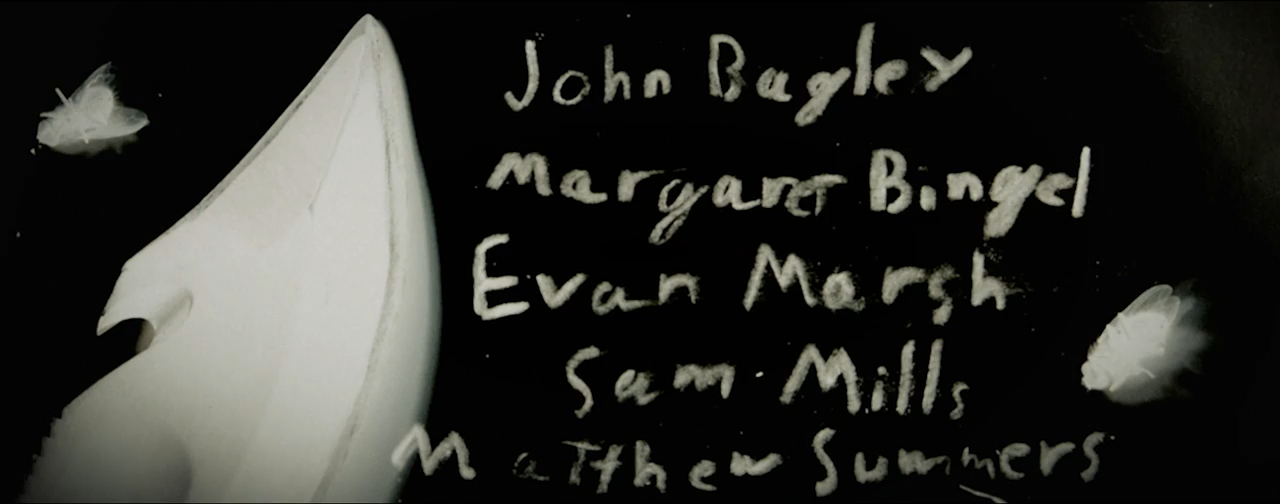 John Bagley
Margaret Bingel
Evan Marsh
Sam Mills
Matthew Summers